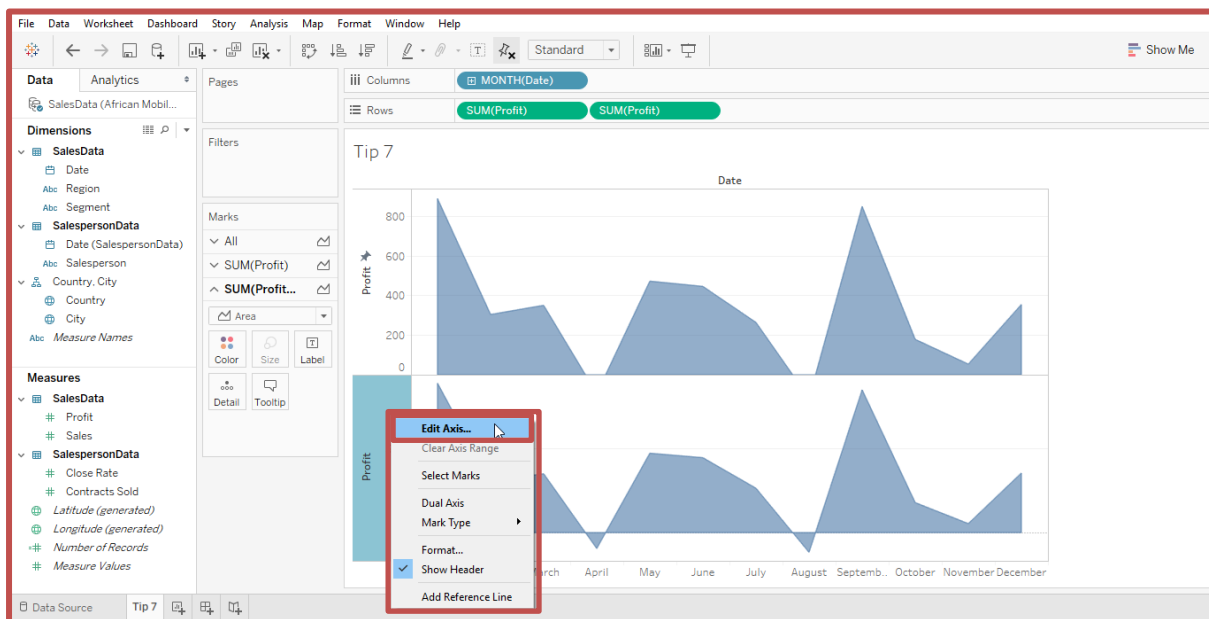 File Data Worksheet Dashboard Story Analysis Map Format Window Help
Standard
Show Me
Data Analytics
SalesData (African Mobil...
Dimensions
SalesData
Date
Abc Region
Abc Segment
SalespersonData
Date (SalespersonData)
Abc Salesperson
Country, City
Country
City
Abc Measure Names
Measures
SalesData
# Profit
# Sales
SalespersonData
# Close Rate
# Contracts Sold
Latitude (generated)
Longitude (generated)
=# Number of Records
# Measure Values
Pages
Filters
Marks
All
SUM(Profit)
SUM(Profit...
Area
Color Size Label
T
Detail Tooltip
iii Columns
MONTH(Date)
Rows
SUM(Profit) SUM(Profit)
Tip 7
Date
800
600
400
200
0
Profit
Profit
Edit Axis...
Clear Axis Range
Select Marks
Dual Axis
Mark Type
Format...
Show Header
Add Reference Line
arch April May June July August Septemb.. October November December
Data Source Tip 7